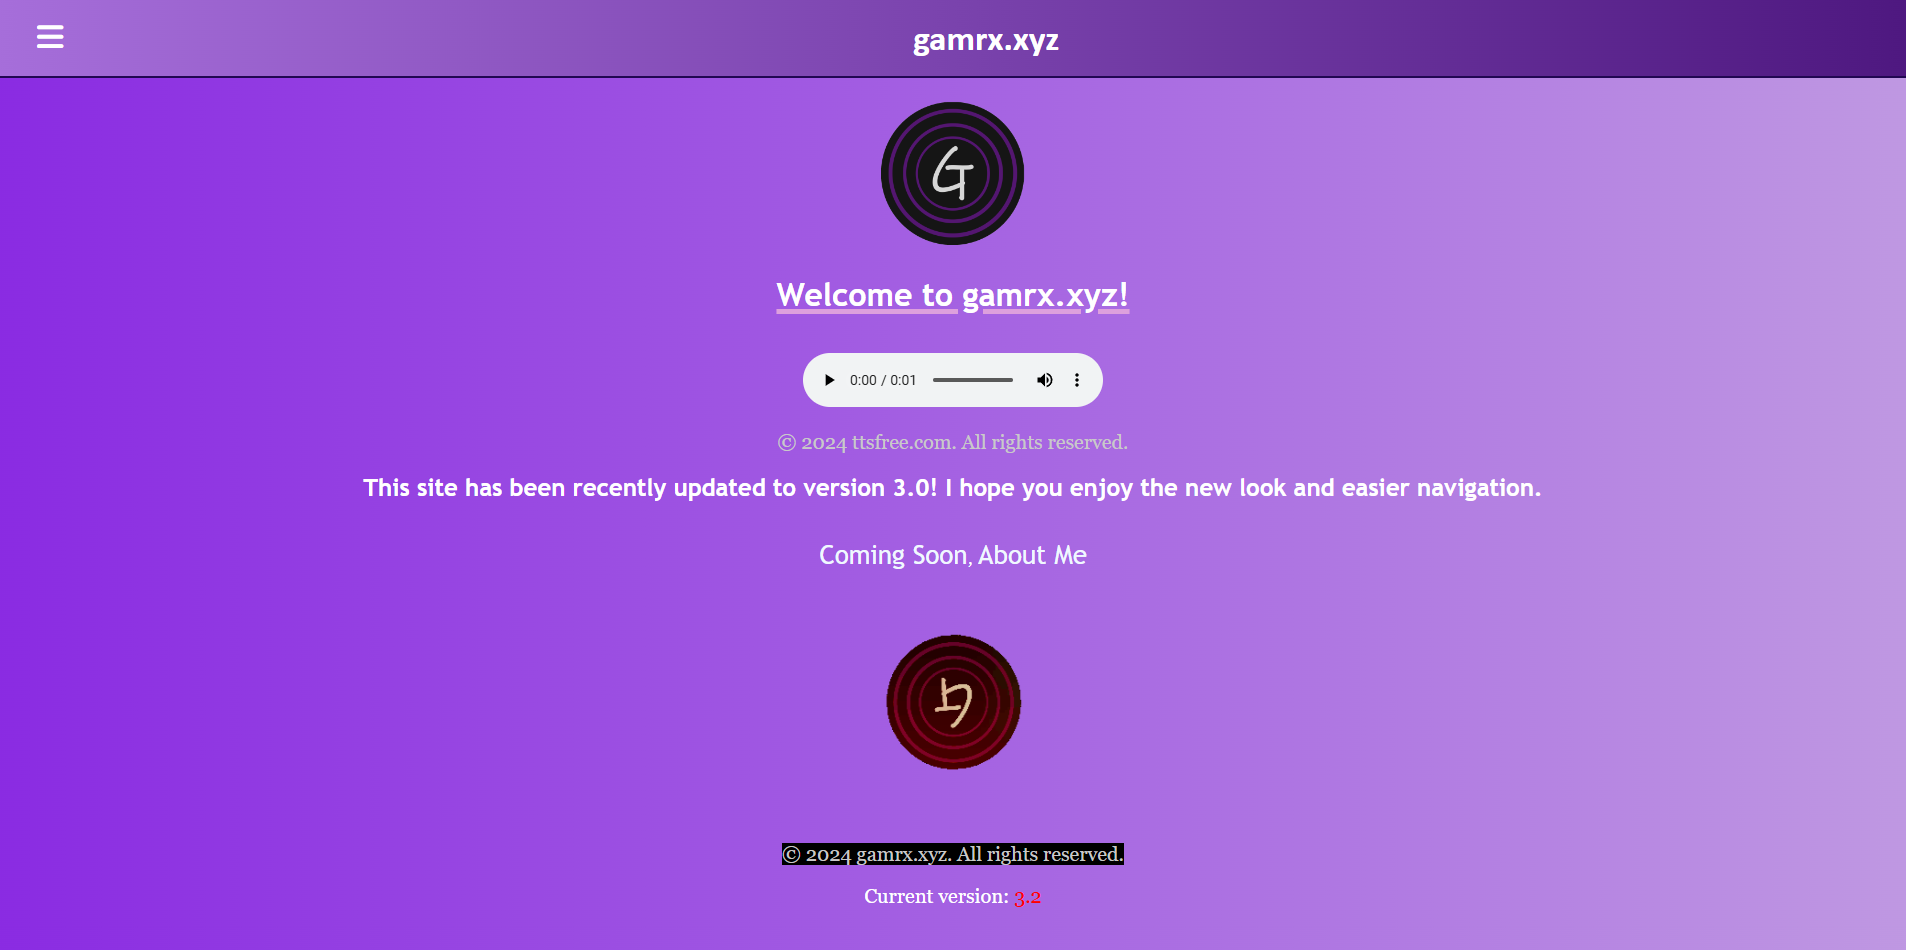 gamrx.xyz
G
Welcome to gamrx.xyz!
0:00 / 0:01
© 2024 ttsfree.com. All rights reserved.
This site has been recently updated to version 3.0! I hope you enjoy the new look and easier navigation.
Coming Soon, About Me
© 2024 gamrx.xyz. All rights reserved.
Current version: 3.2